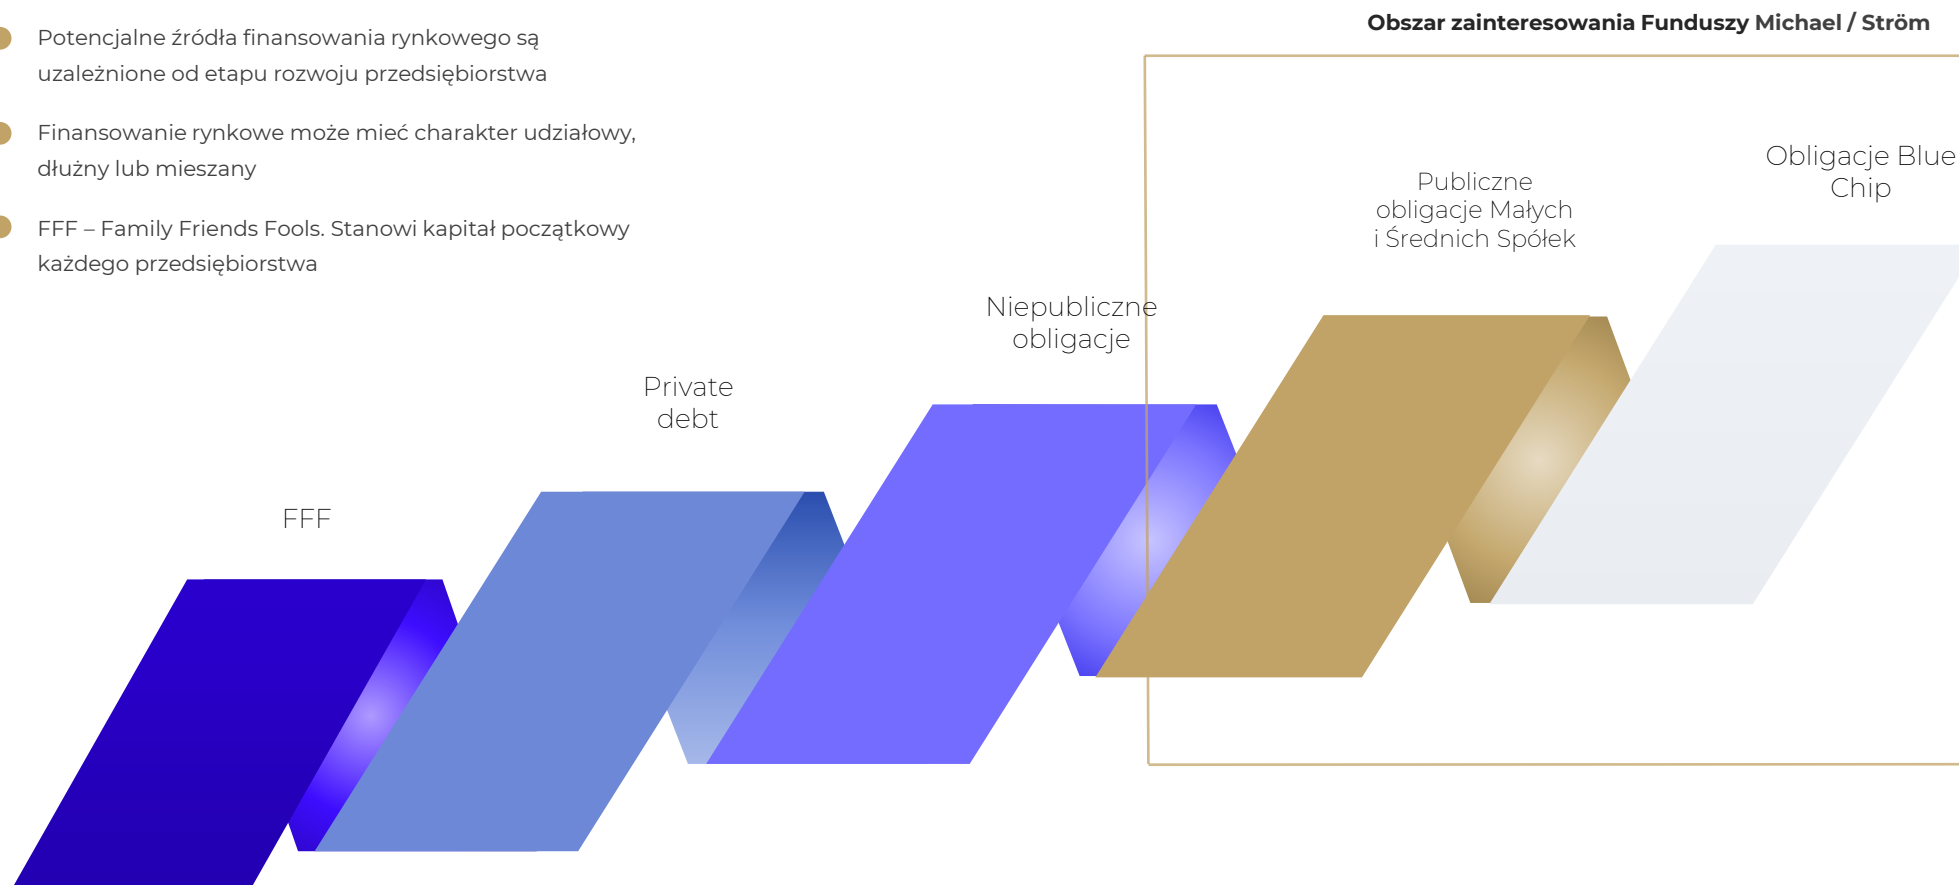 Potencjalne źródła finansowania rynkowego są
uzależnione od etapu rozwoju przedsiębiorstwa
Finansowanie rynkowe może mieć charakter udziałowy,
dłużny lub mieszany
FFF – Family Friends Fools. Stanowi kapitał początkowy
każdego przedsiębiorstwa
Obszar zainteresowania Funduszy Michael / Ström
FFF
Private
debt
Niepubliczne
obligacje
Publiczne
obligacje Małych
i Średnich Spółek
Obligacje Blue
Chip